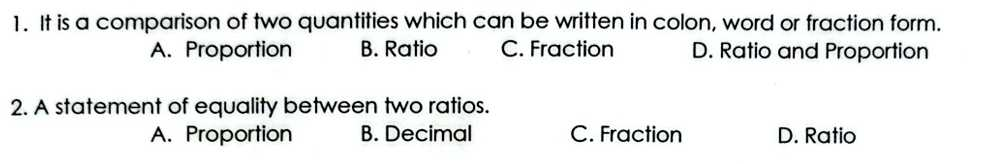 1. It is a comparison of two quantities which can be written in colon, word or fraction form.
A. Proportion B. Ratio C. Fraction D. Ratio and Proportion
2. A statement of equality between two ratios.
A. Proportion B. Decimal C. Fraction D. Ratio